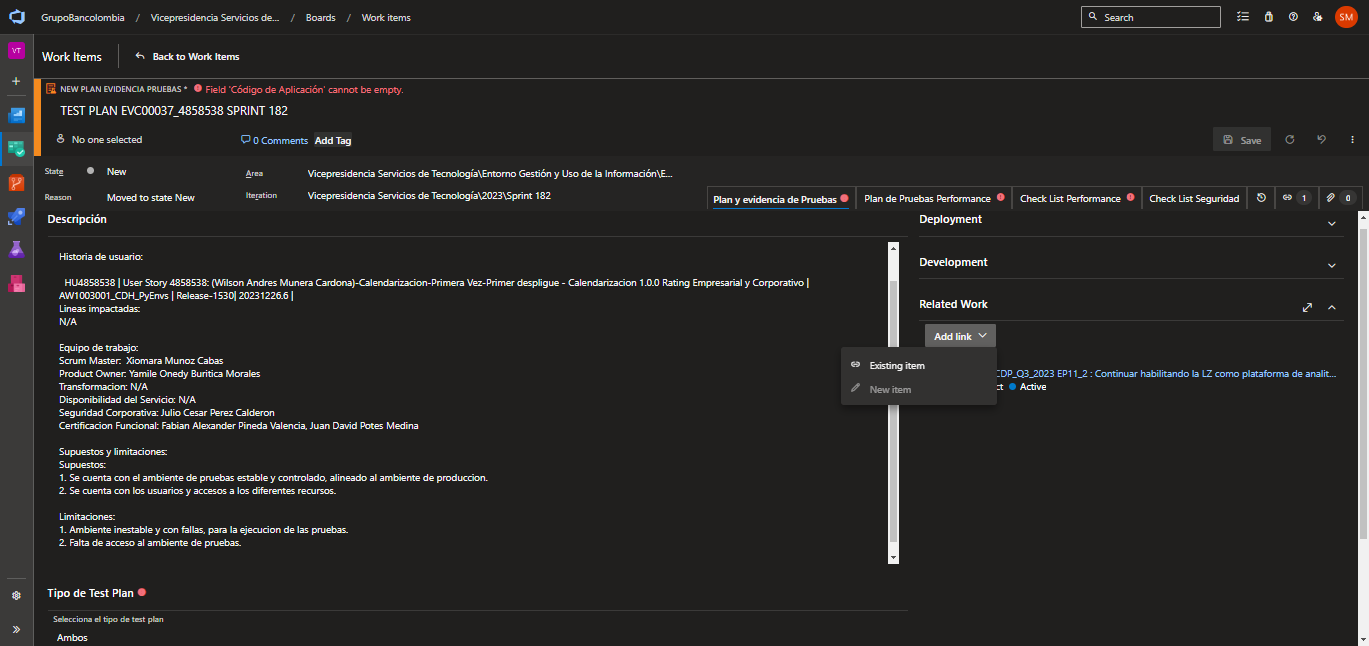 GrupoBancolombia / Vicepresidencia Servicios de... / Boards / Work items
Search
SM
VT
Work Items
Back to Work Items
NEW PLAN EVIDENCIA PRUEBAS * Field 'Código de Aplicación' cannot be empty.
TEST PLAN EVC00037_4858538 SPRINT 182
No one selected
0 Comments
Add Tag
Save
State
New
Area
Vicepresidencia Servicios de Tecnología\Entorno Gestión y Uso de la Información\E...
Reason
Moved to state New
Iteration
Vicepresidencia Servicios de Tecnología\2023\Sprint 182
Plan y evidencia de Pruebas
Plan de Pruebas Performance
Check List Performance
Check List Seguridad
1
0
Descripción
Historia de usuario:
HU4858538 | User Story 4858538: (Wilson Andres Munera Cardona)-Calendarizacion-Primera Vez-Primer despligue - Calendarizacion 1.0.0 Rating Empresarial y Corporativo |
AW1003001_CDH_PyEnvs | Release-1530| 20231226.6 |
Lineas impactadas:
N/A
Equipo de trabajo:
Scrum Master: Xiomara Munoz Cabas
Product Owner: Yamile Onedy Buritica Morales
Transformacion: N/A
Disponibilidad del Servicio: N/A
Seguridad Corporativa: Julio Cesar Perez Calderon
Certificacion Funcional: Fabian Alexander Pineda Valencia, Juan David Potes Medina
Supuestos y limitaciones:
Supuestos:
1. Se cuenta con el ambiente de pruebas estable y controlado, alineado al ambiente de produccion.
2. Se cuenta con los usuarios y accesos a los diferentes recursos.
Limitaciones:
1. Ambiente inestable y con fallas, para la ejecucion de las pruebas.
2. Falta de acceso al ambiente de pruebas.
Tipo de Test Plan
Selecciona el tipo de test plan
Ambos
Deployment
Development
Related Work
Add link
Existing item
New item
CDP_Q3_2023 EP11_2 : Continuar habilitando la LZ como plataforma de analit...
ct
Active